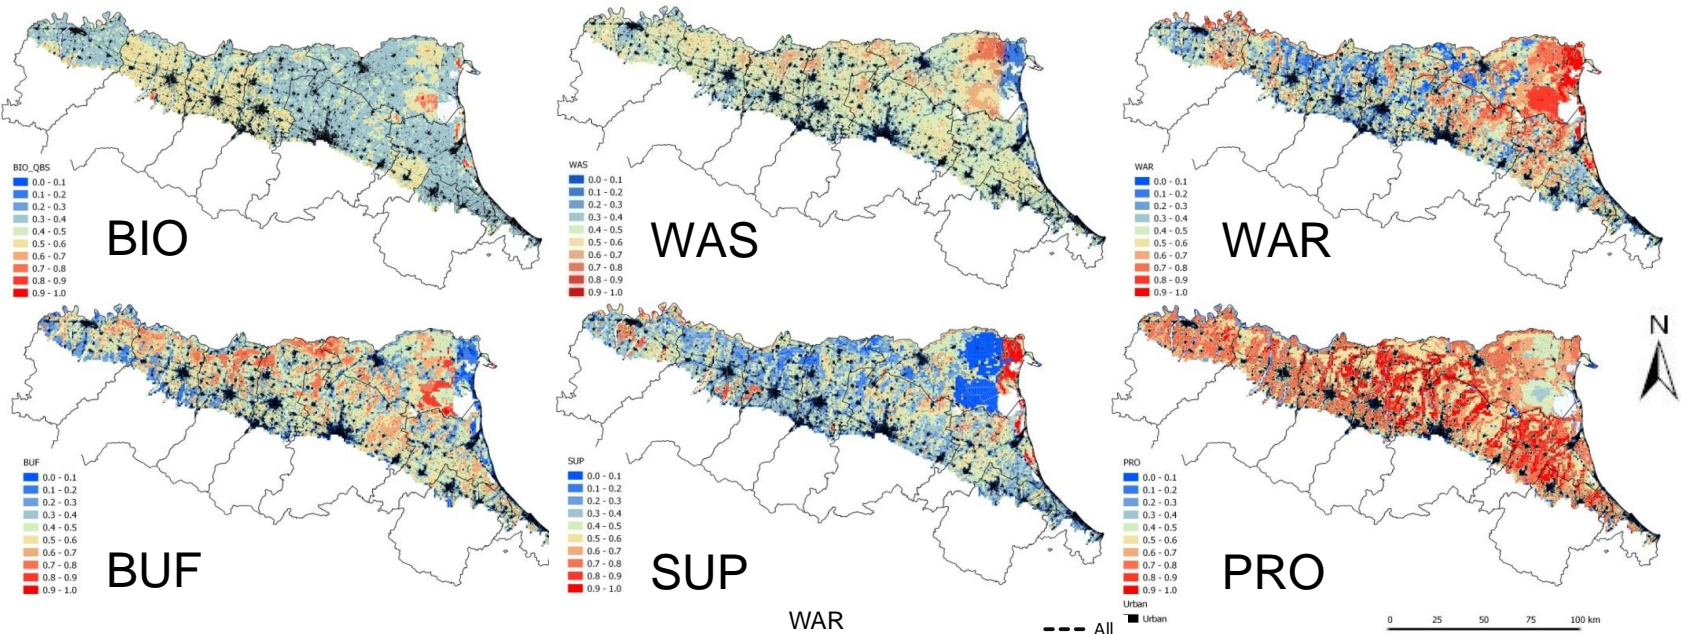 BIO_QBS
0.0 - 0.1
0.1 - 0.2
0.2 - 0.3
0.3 - 0.4
0.4 - 0.5
0.5 - 0.6
0.6 - 0.7
0.7 - 0.8
0.8 - 0.9
0.9 - 1.0
BIO
WAS
0.0 - 0.1
0.1 - 0.2
0.2 - 0.3
0.3 - 0.4
0.4 - 0.5
0.5 - 0.6
0.6 - 0.7
0.7 - 0.8
0.8 - 0.9
0.9 - 1.0
WAS
WAR
0.0 - 0.1
0.1 - 0.2
0.2 - 0.3
0.3 - 0.4
0.4 - 0.5
0.5 - 0.6
0.6 - 0.7
0.7 - 0.8
0.8 - 0.9
0.9 - 1.0
WAR
N
BUF
0.0 - 0.1
0.1 - 0.2
0.2 - 0.3
0.3 - 0.4
0.4 - 0.5
0.5 - 0.6
0.6 - 0.7
0.7 - 0.8
0.8 - 0.9
0.9 - 1.0
BUF
SUP
0.0 - 0.1
0.1 - 0.2
0.2 - 0.3
0.3 - 0.4
0.4 - 0.5
0.5 - 0.6
0.6 - 0.7
0.7 - 0.8
0.8 - 0.9
0.9 - 1.0
SUP
PRO
0.0 - 0.1
0.1 - 0.2
0.2 - 0.3
0.3 - 0.4
0.4 - 0.5
0.5 - 0.6
0.6 - 0.7
0.7 - 0.8
0.8 - 0.9
0.9 - 1.0
Urban
Urban
PRO
0 25 50 75 100 km
WAR
All